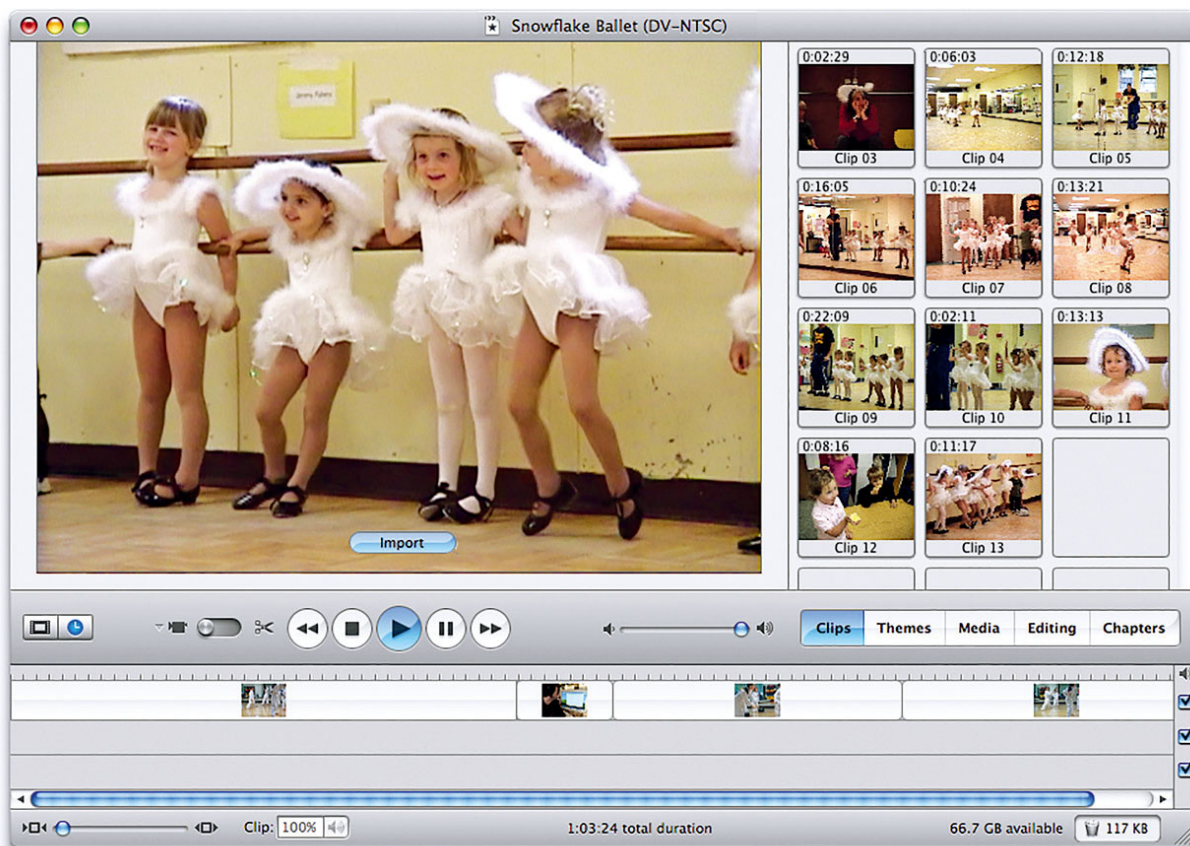 Snowflake Ballet (DV-NTSC)
0:02:29
Clip 03
0:06:03
Clip 04
0:12:18
Clip 05
0:16:05
Clip 06
0:10:24
Clip 07
0:13:21
Clip 08
0:22:09
Clip 09
0:02:11
Clip 10
0:13:13
Clip 11
0:08:16
Clip 12
0:11:17
Clip 13
Import
Clips
Themes
Media
Editing
Chapters
Clip: 100%
1:03:24 total duration
66.7 GB available
117 KB